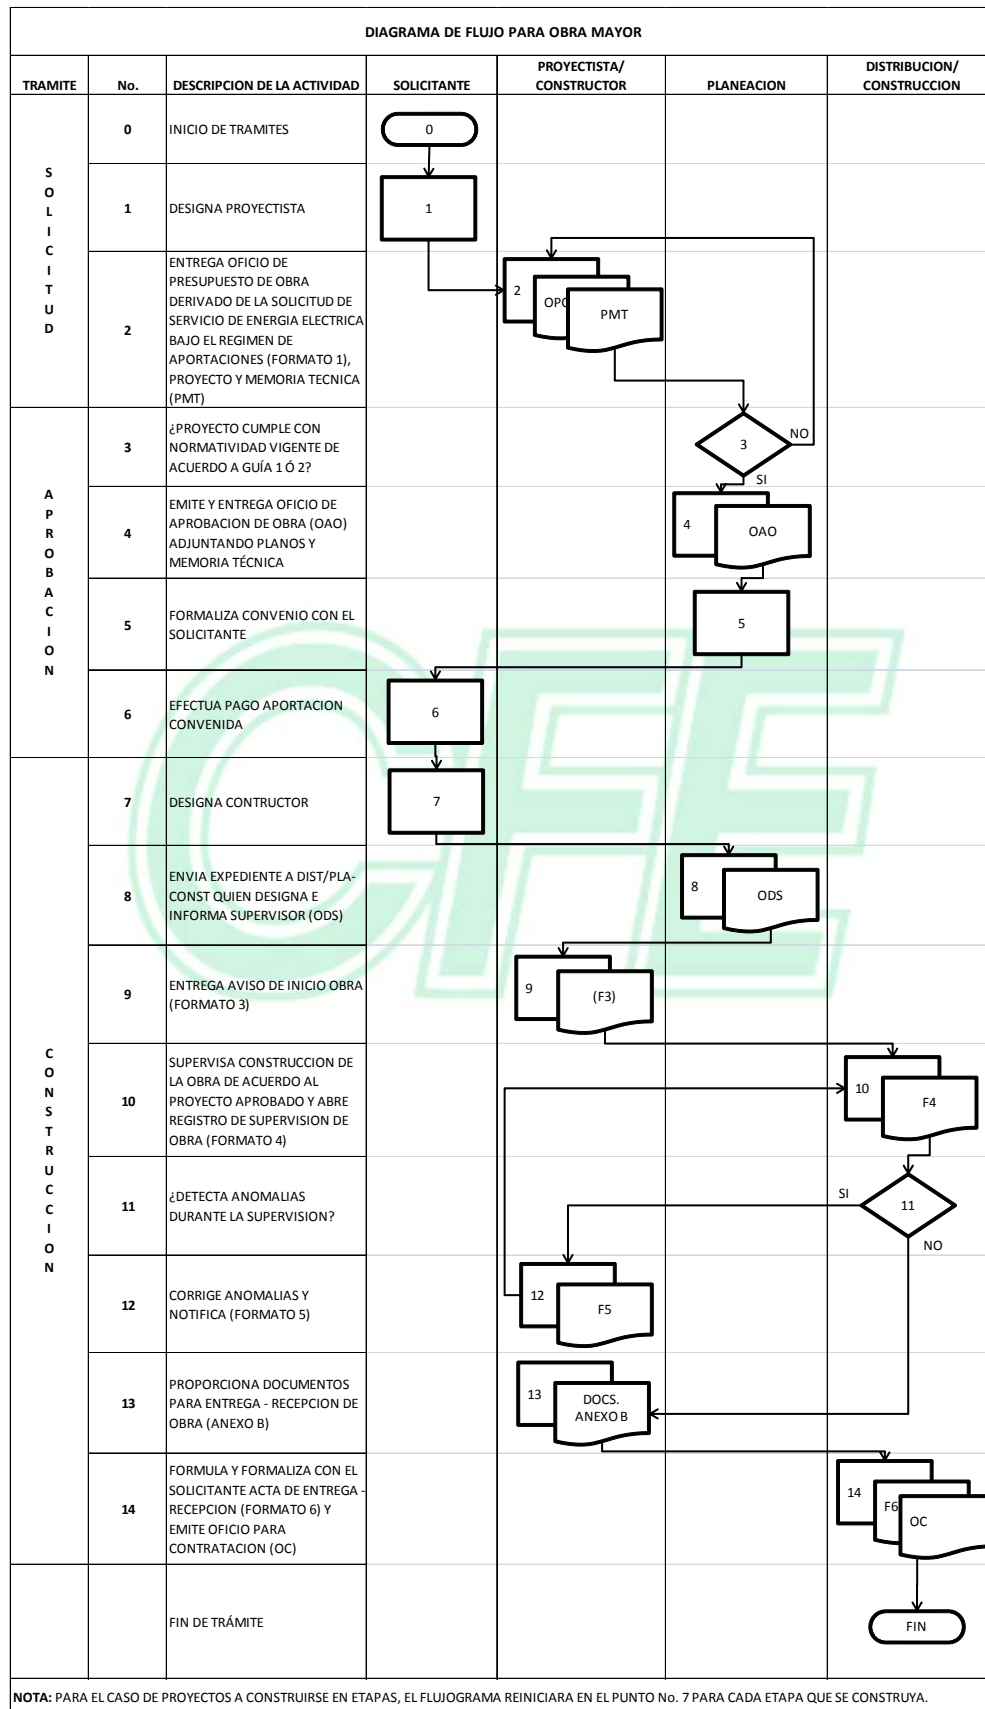 DIAGRAMA DE FLUJO PARA OBRA MAYOR
TRAMITE No. DESCRIPCION DE LA ACTIVIDAD SOLICITANTE PROYECTISTA/ CONSTRUCTOR PLANEACION DISTRIBUCION/ CONSTRUCCION
SOLICITUD
0 INICIO DE TRAMITES 0
1 DESIGNA PROYECTISTA 1
2
ENTREGA OFICIO DE
PRESUPUESTO DE OBRA
DERIVADO DE LA SOLICITUD DE
SERVICIO DE ENERGIA ELECTRICA
BAJO EL REGIMEN DE
APORTACIONES (FORMATO 1),
PROYECTO Y MEMORIA TECNICA
(PMT)
2 PMT
APROBACION
3
¿PROYECTO CUMPLE CON
NORMATIVIDAD VIGENTE DE
ACUERDO A GUÍA 1 Ó 2?
3 NO
SI
4
EMITE Y ENTREGA OFICIO DE
APROBACION DE OBRA (OAO)
ADJUNTANDO PLANOS Y
MEMORIA TÉCNICA
4 OAO
5
FORMALIZA CONVENIO CON EL
SOLICITANTE
5
6
EFECTUA PAGO APORTACION
CONVENIDA
6
CONSTRUCCION
7 DESIGNA CONTRUCTOR 7
8
ENVIA EXPEDIENTE A DIST/PLA-
CONST QUIEN DESIGNA E
INFORMA SUPERVISOR (ODS)
8 ODS
9
ENTREGA AVISO DE INICIO OBRA
(FORMATO 3)
9 (F3)
10
SUPERVISA CONSTRUCCION DE
LA OBRA DE ACUERDO AL
PROYECTO APROBADO Y ABRE
REGISTRO DE SUPERVISION DE
OBRA (FORMATO 4)
10 F4
11
¿DETECTA ANOMALIAS
DURANTE LA SUPERVISION?
SI 11
NO
12
CORRIGE ANOMALIAS Y
NOTIFICA (FORMATO 5)
12 F5
13
PROPORCIONA DOCUMENTOS
PARA ENTREGA - RECEPCION DE
OBRA (ANEXO B)
13 DOCS.
ANEXO B
14
FORMULA Y FORMALIZA CON EL
SOLICITANTE ACTA DE ENTREGA -
RECEPCION (FORMATO 6) Y
EMITE OFICIO PARA
CONTRATACION (OC)
14 F6 OC
FIN DE TRÁMITE FIN
CFE
NOTA: PARA EL CASO DE PROYECTOS A CONSTRUIRSE EN ETAPAS, EL FLUJOGRAMA REINICIARA EN EL PUNTO No. 7 PARA CADA ETAPA QUE SE CONSTRUYA.